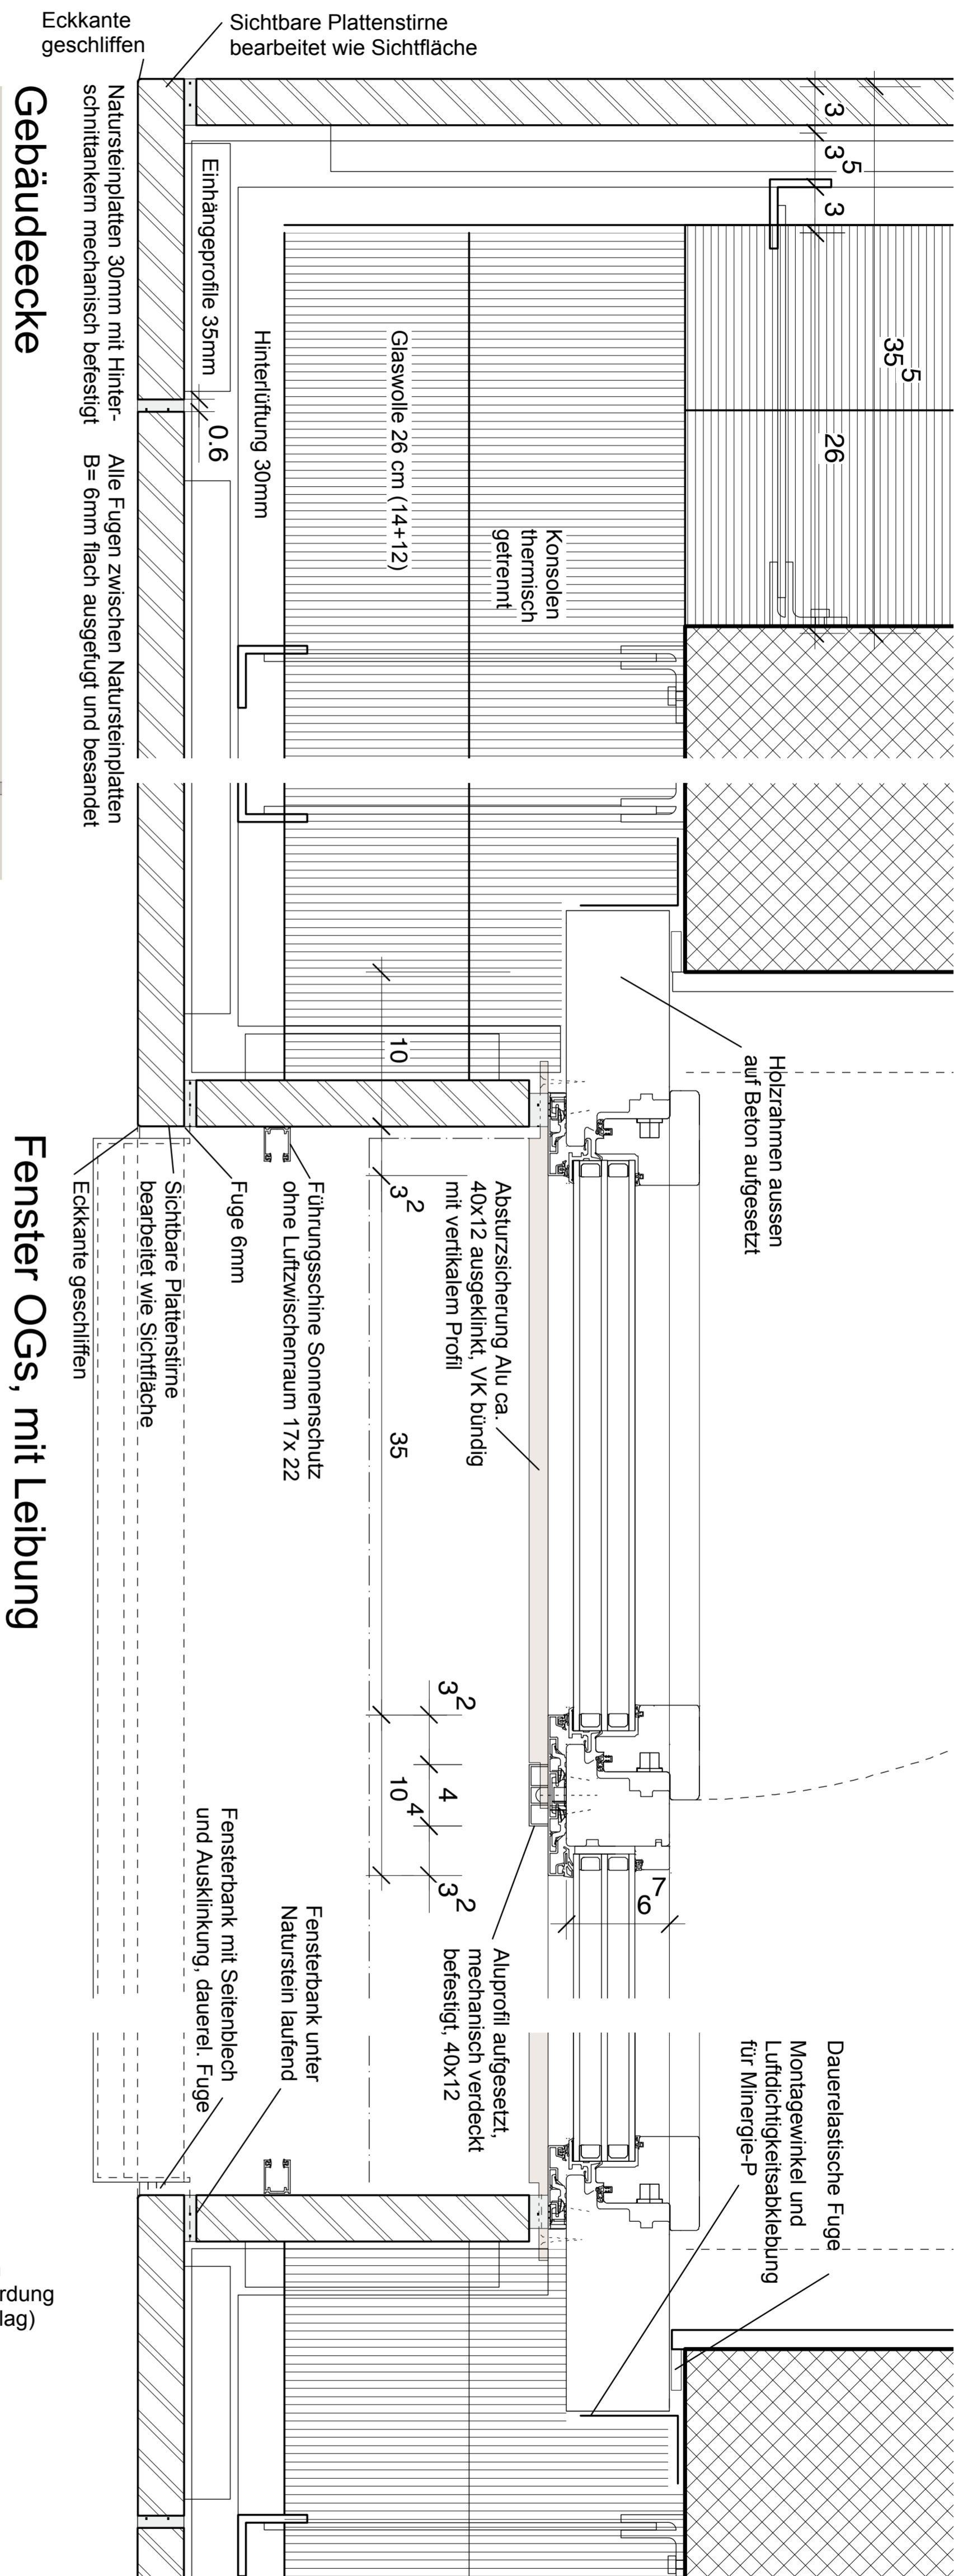 Eckkante
geschliffen
Sichtbare Plattenstirne
bearbeitet wie Sichtfläche
Gebäudeecke
Natursteinplatten 30mm mit Hinter-
schnittankern mechanisch befestigt
Alle Fugen zwischen Natursteinplatten
B= 6mm flach ausgefugt und besandet
Einhängeprofile 35mm
0.6
Hinterlüftung 30mm
Glaswolle 26 cm (14+12)
Konsolen
thermisch
getrennt
3
3 5
3
35 5
26
Holzrahmen aussen
auf Beton aufgesetzt
10
3 2
35
Absturzsicherung Alu ca.
40x12 ausgeklinkt, VK bündig
mit vertikalem Profil
Führungsschine Sonnenschutz
ohne Luftzwischenraum 17x 22
Fuge 6mm
Sichtbare Plattenstirne
bearbeitet wie Sichtfläche
Eckkante geschliffen
Fenster OGs, mit Leibung
3 2
4
10 4
3 2
7 6
Aluprofil aufgesetzt,
mechanisch verdeckt
befestigt, 40x12
Fensterbank unter
Naturstein laufend
Fensterbank mit Seitenblech
und Ausklinkung, dauerel. Fuge
Dauerelastische Fuge
Montagewinkel und
Luftdichtigkeitsabklebung
für Minergie-P
rdung
lag)